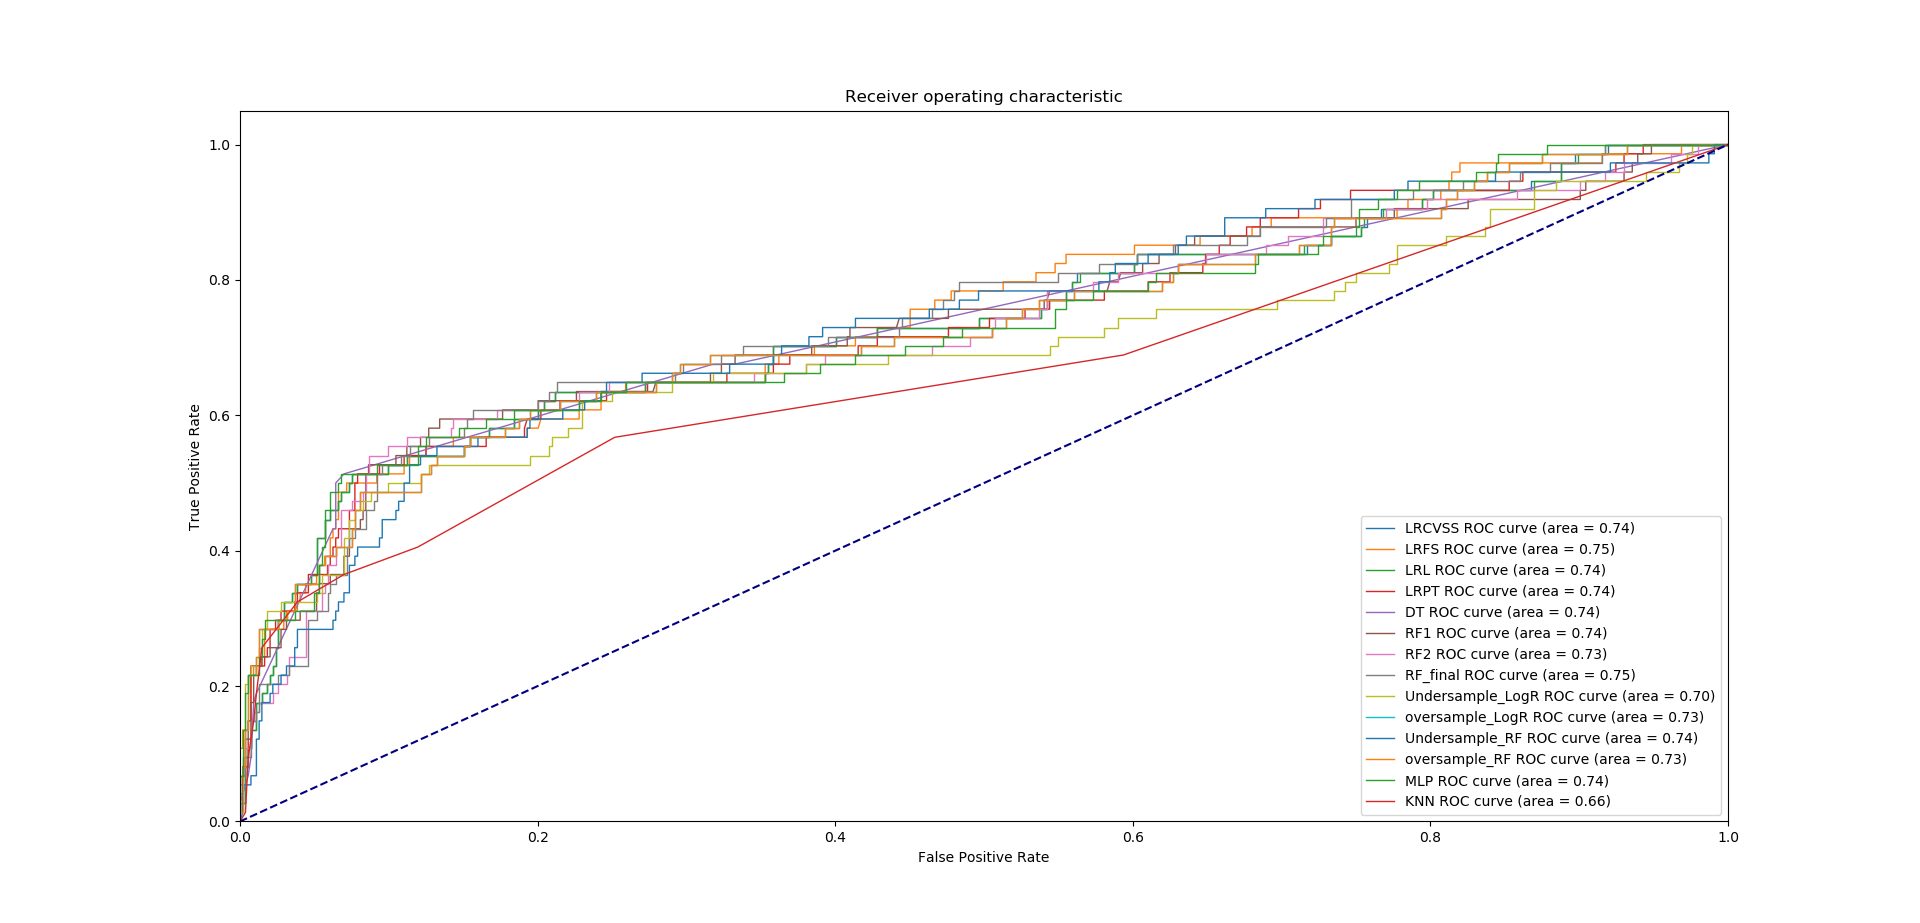 Receiver operating characteristic
1.0
0.8
0.6
0.4
0.2
0.0
True Positive Rate
LRCVSS ROC curve (area = 0.74)
LRFS ROC curve (area = 0.75)
LRL ROC curve (area = 0.74)
LRPT ROC curve (area = 0.74)
DT ROC curve (area = 0.74)
RF1 ROC curve (area = 0.74)
RF2 ROC curve (area = 0.73)
RF_final ROC curve (area = 0.75)
Undersample_LogR ROC curve (area = 0.70)
oversample_LogR ROC curve (area = 0.73)
Undersample_RF ROC curve (area = 0.74)
oversample_RF ROC curve (area = 0.73)
MLP ROC curve (area = 0.74)
KNN ROC curve (area = 0.66)
0.0 0.2 0.4 0.6 0.8 1.0
False Positive Rate